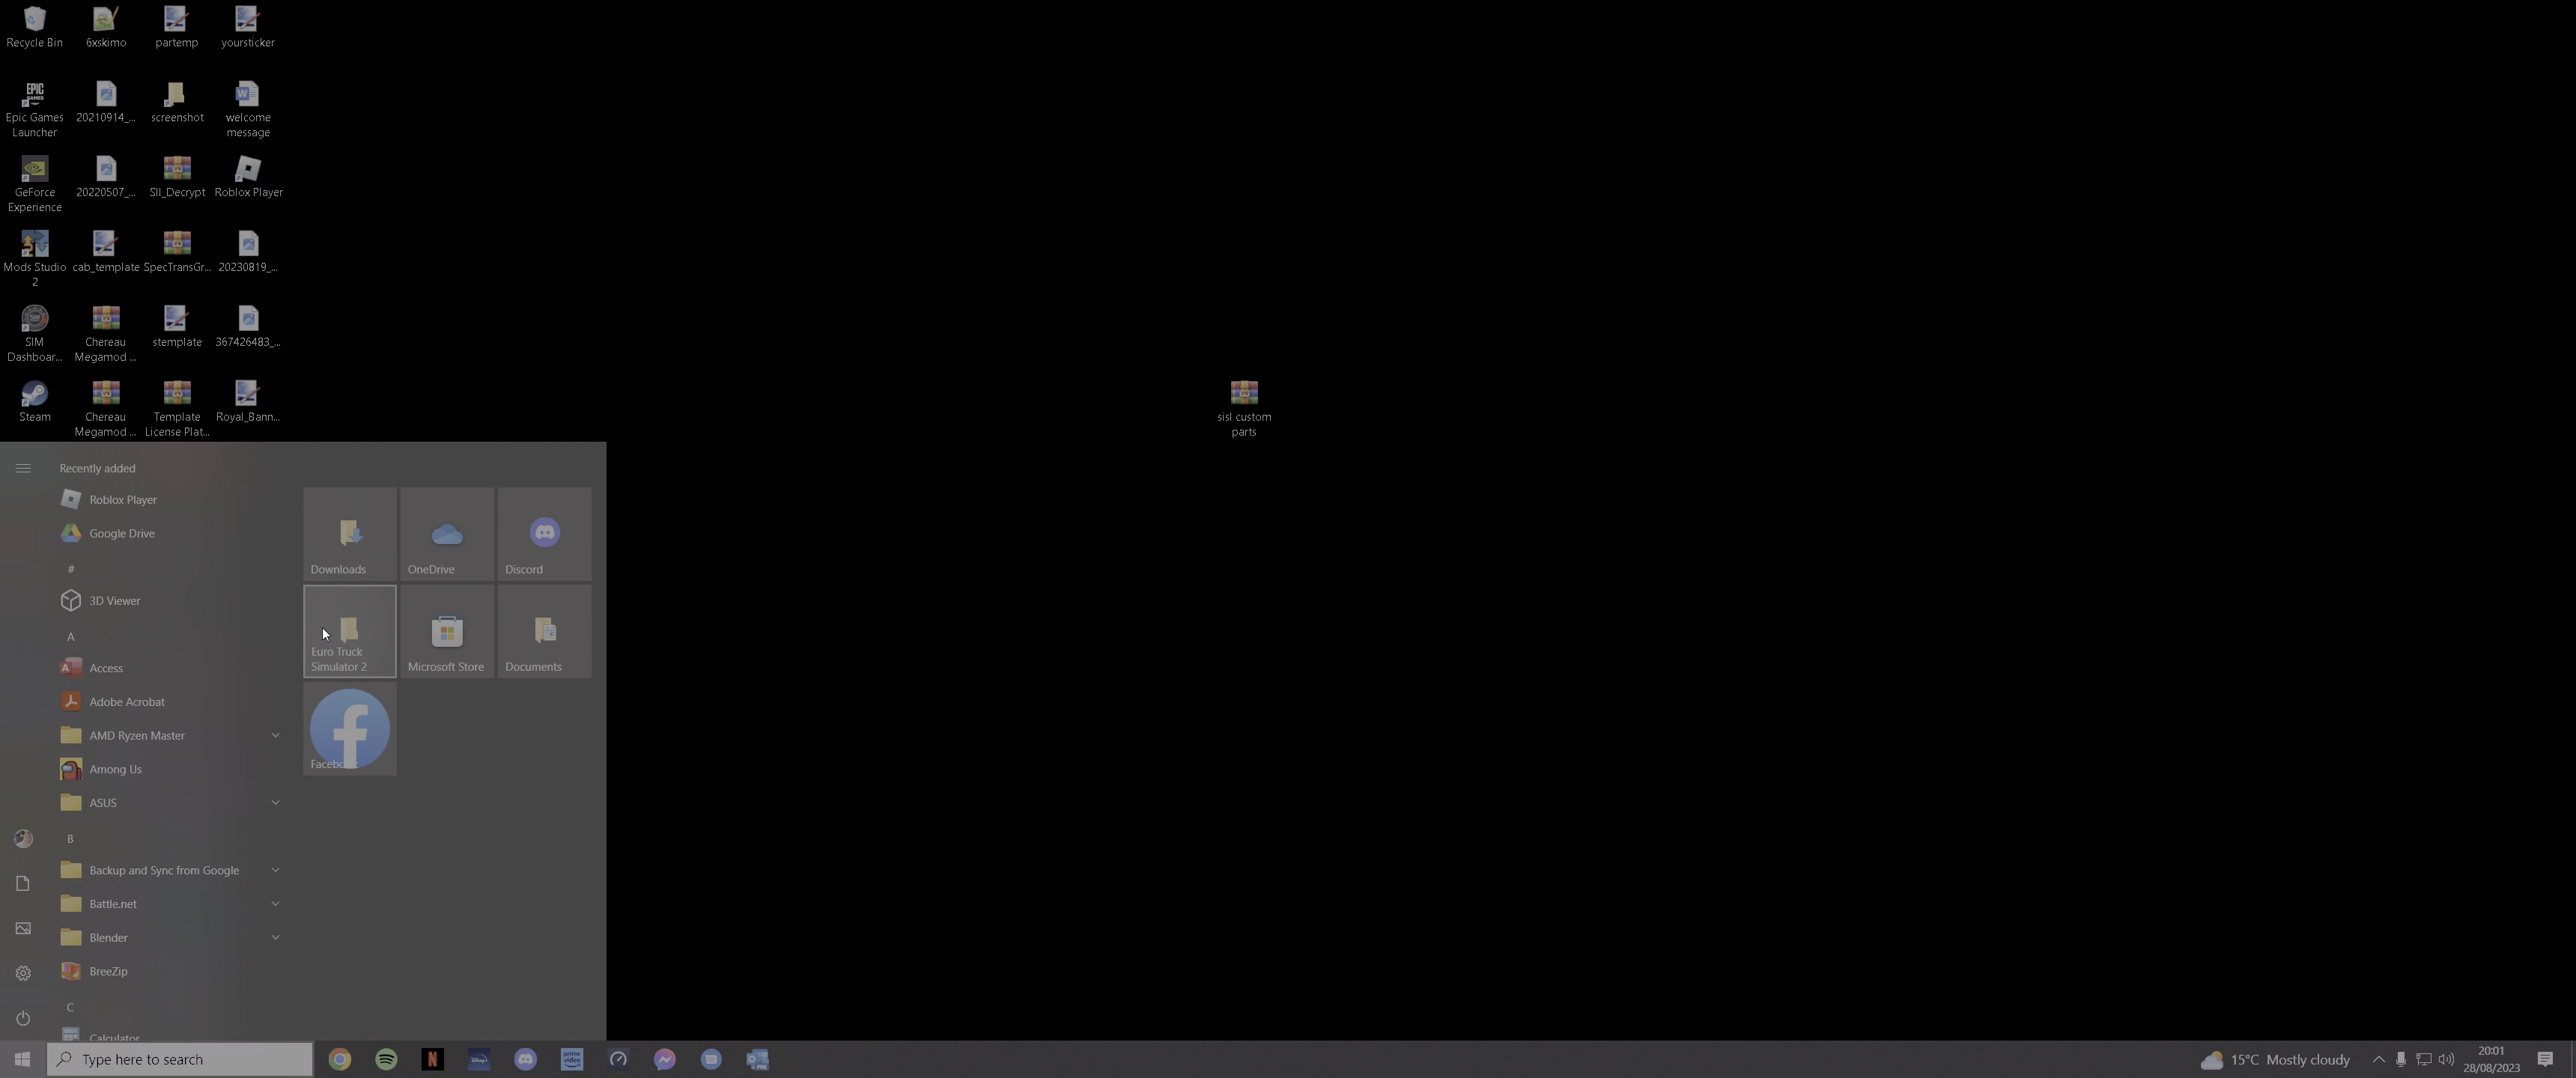 Recycle Bin
6xskimo
partemp
yoursticker
EPIC
GAMES
Epic Games
Launcher
20210914_...
screenshot
welcome
message
GeForce
Experience
20220507_...
SII_Decrypt
Roblox Player
Mods Studio
2
cab_template
SpecTransGr...
20230819_...
SIM
Dashboar...
Chereau
Megamod ...
stemplate
367426483_...
Steam
Chereau
Megamod ...
Template
License Plat...
Royal_Bann...
sisl custom
parts
Recently added
Roblox Player
Google Drive
#
3D Viewer
A
Access
Adobe Acrobat
AMD Ryzen Master
Among Us
ASUS
B
Backup and Sync from Google
Battle.net
Blender
BreeZip
C
Calculator
Downloads
OneDrive
Discord
Euro Truck
Simulator 2
Microsoft Store
Documents
Type here to search
prime
video
15°C Mostly cloudy
20:01
28/08/2023